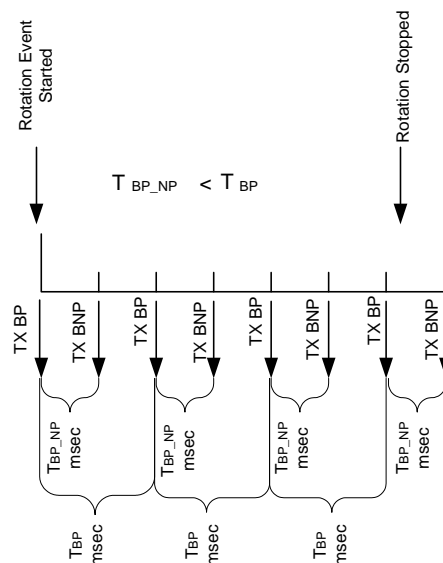 Rotation Event
Started
Rotation Stopped
T BP_NP < T BP
TX BP
TX BNP
TX BP
TX BNP
TX BP
TX BNP
TX BP
TX BNP
TBP_NP
msec
TBP_NP
msec
TBP_NP
msec
TBP_NP
msec
TBP
msec
TBP
msec
TBP
msec